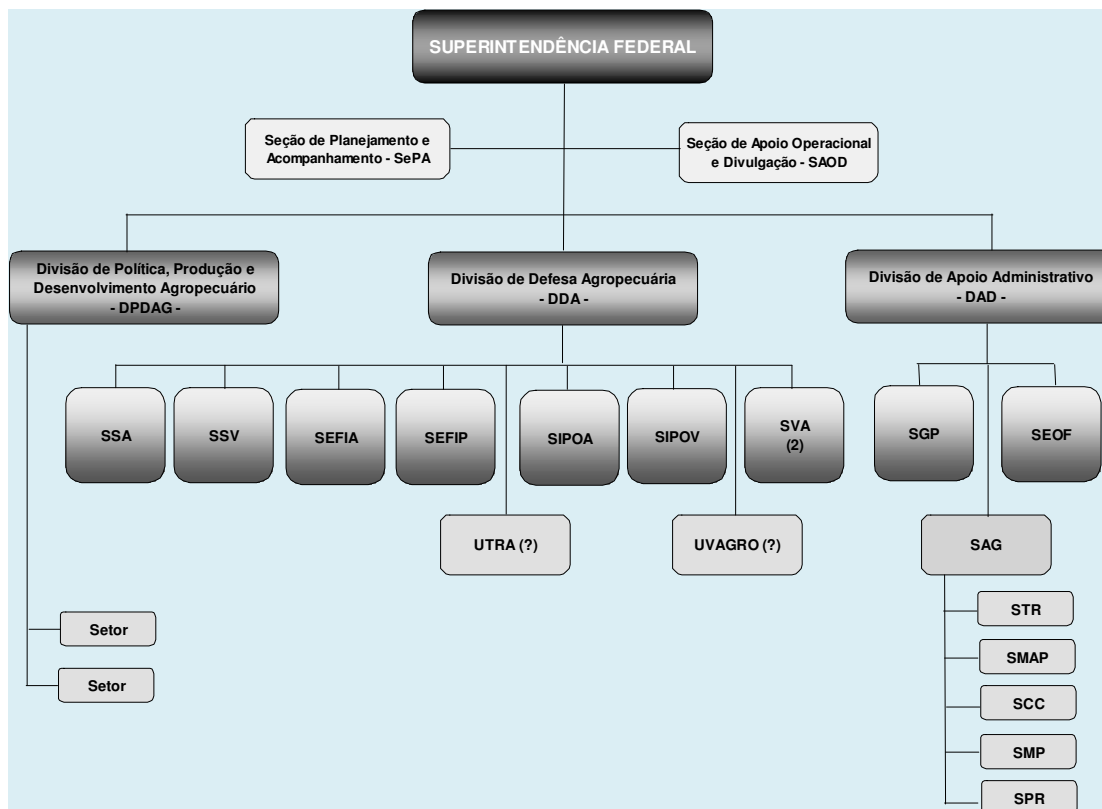 SUPERINTENDÊNCIA FEDERAL
Seção de Planejamento e
Acompanhamento - SePA
Seção de Apoio Operacional
e Divulgação - SAOD
Divisão de Política, Produção e
Desenvolvimento Agropecuário
- DPDAG -
Divisão de Defesa Agropecuária
- DDA -
Divisão de Apoio Administrativo
- DAD -
SSA
SSV
SEFIA
SEFIP
SIPOA
SIPOV
SVA
(2)
SGP
SEOF
UTRA (?)
UVAGRO (?)
SAG
Setor
Setor
STR
SMAP
SCC
SMP
SPR